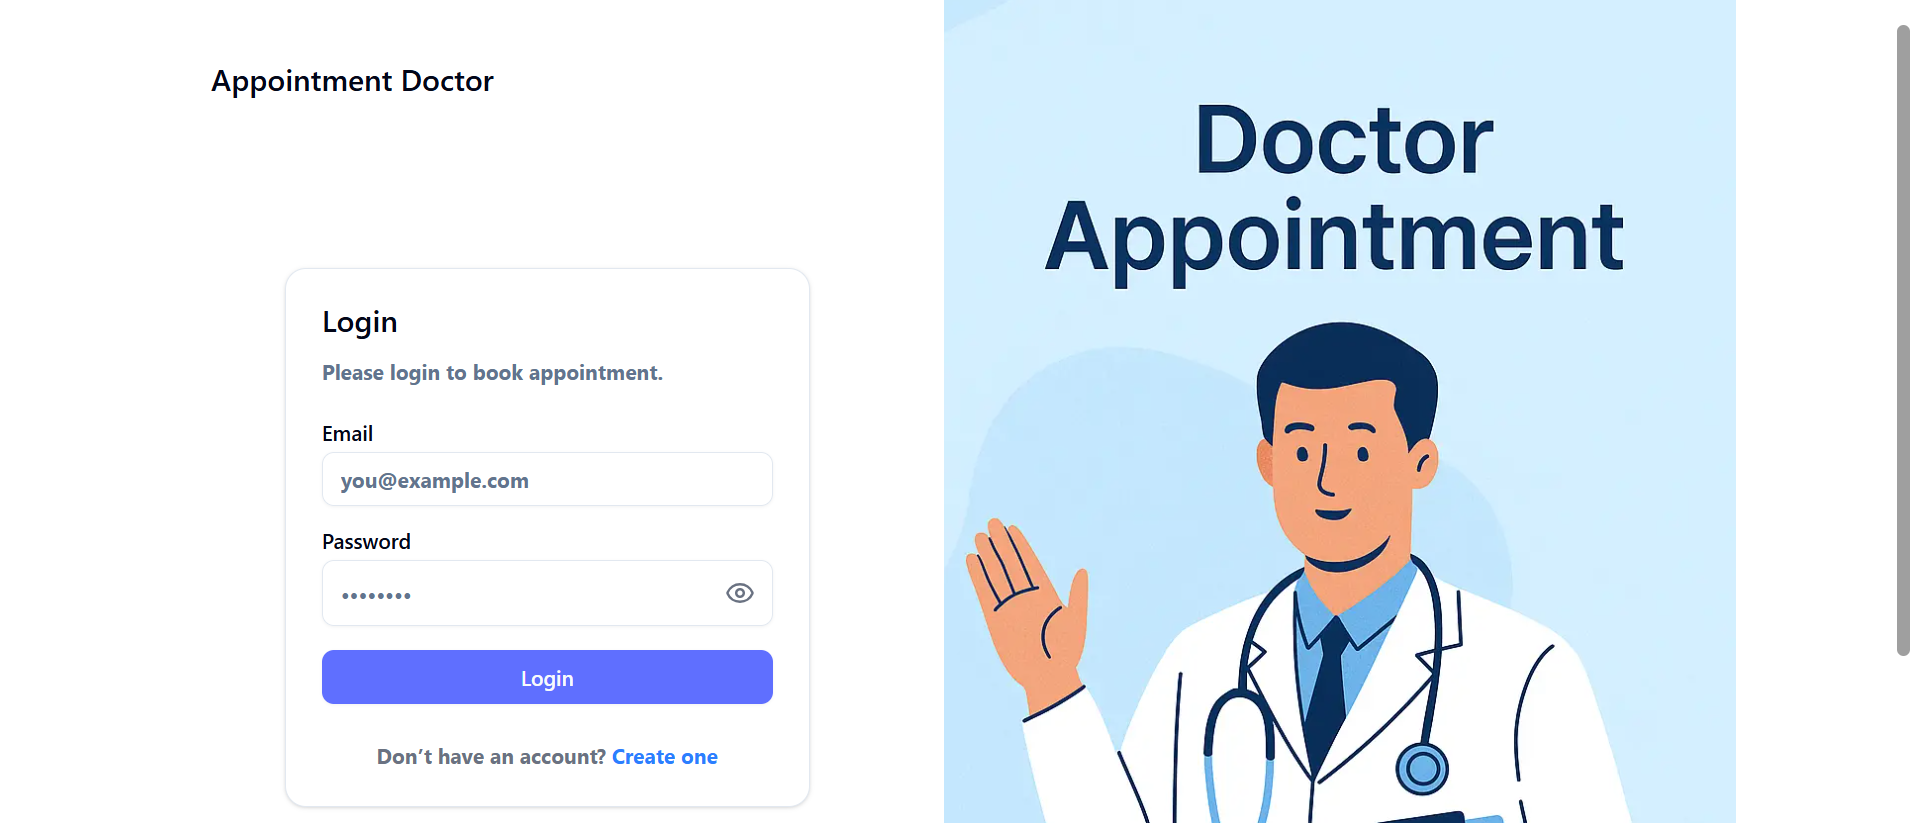 Appointment Doctor
Login
Please login to book appointment.
Email
you@example.com
Password
••••••••
Login
Don’t have an account? Create one
Doctor
Appointment